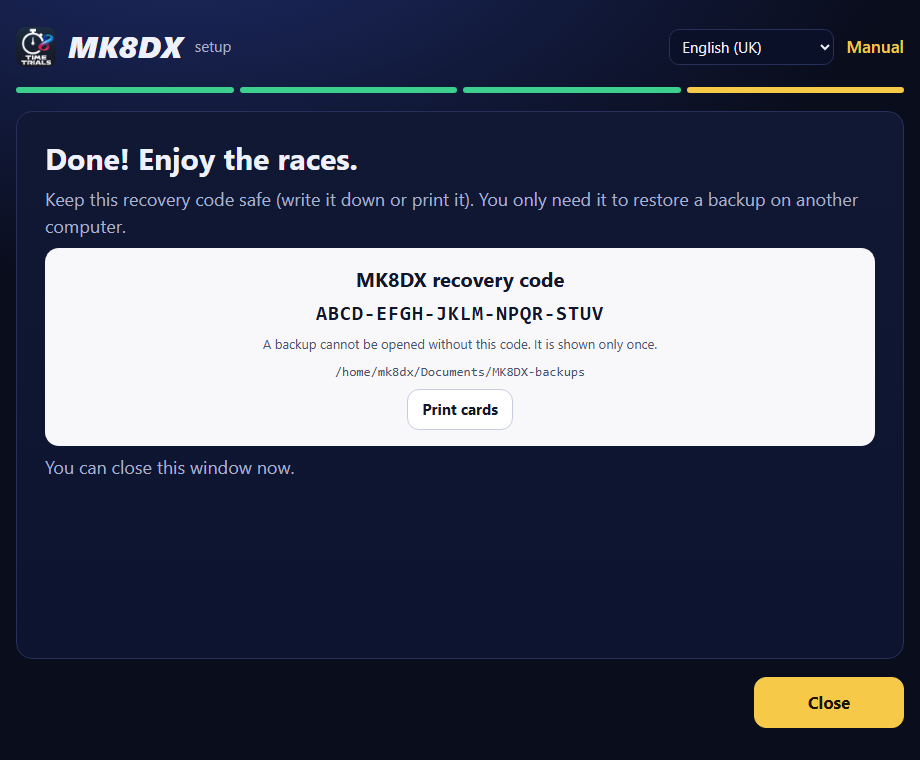 TIME
TRIALS
MK8DX setup
English (UK)
Manual
Done! Enjoy the races.
Keep this recovery code safe (write it down or print it). You only need it to restore a backup on another
computer.
MK8DX recovery code
ABCD-EFGH-JKLM-NPQR-STUV
A backup cannot be opened without this code. It is shown only once.
/home/mk8dx/Documents/MK8DX-backups
Print cards
You can close this window now.
Close